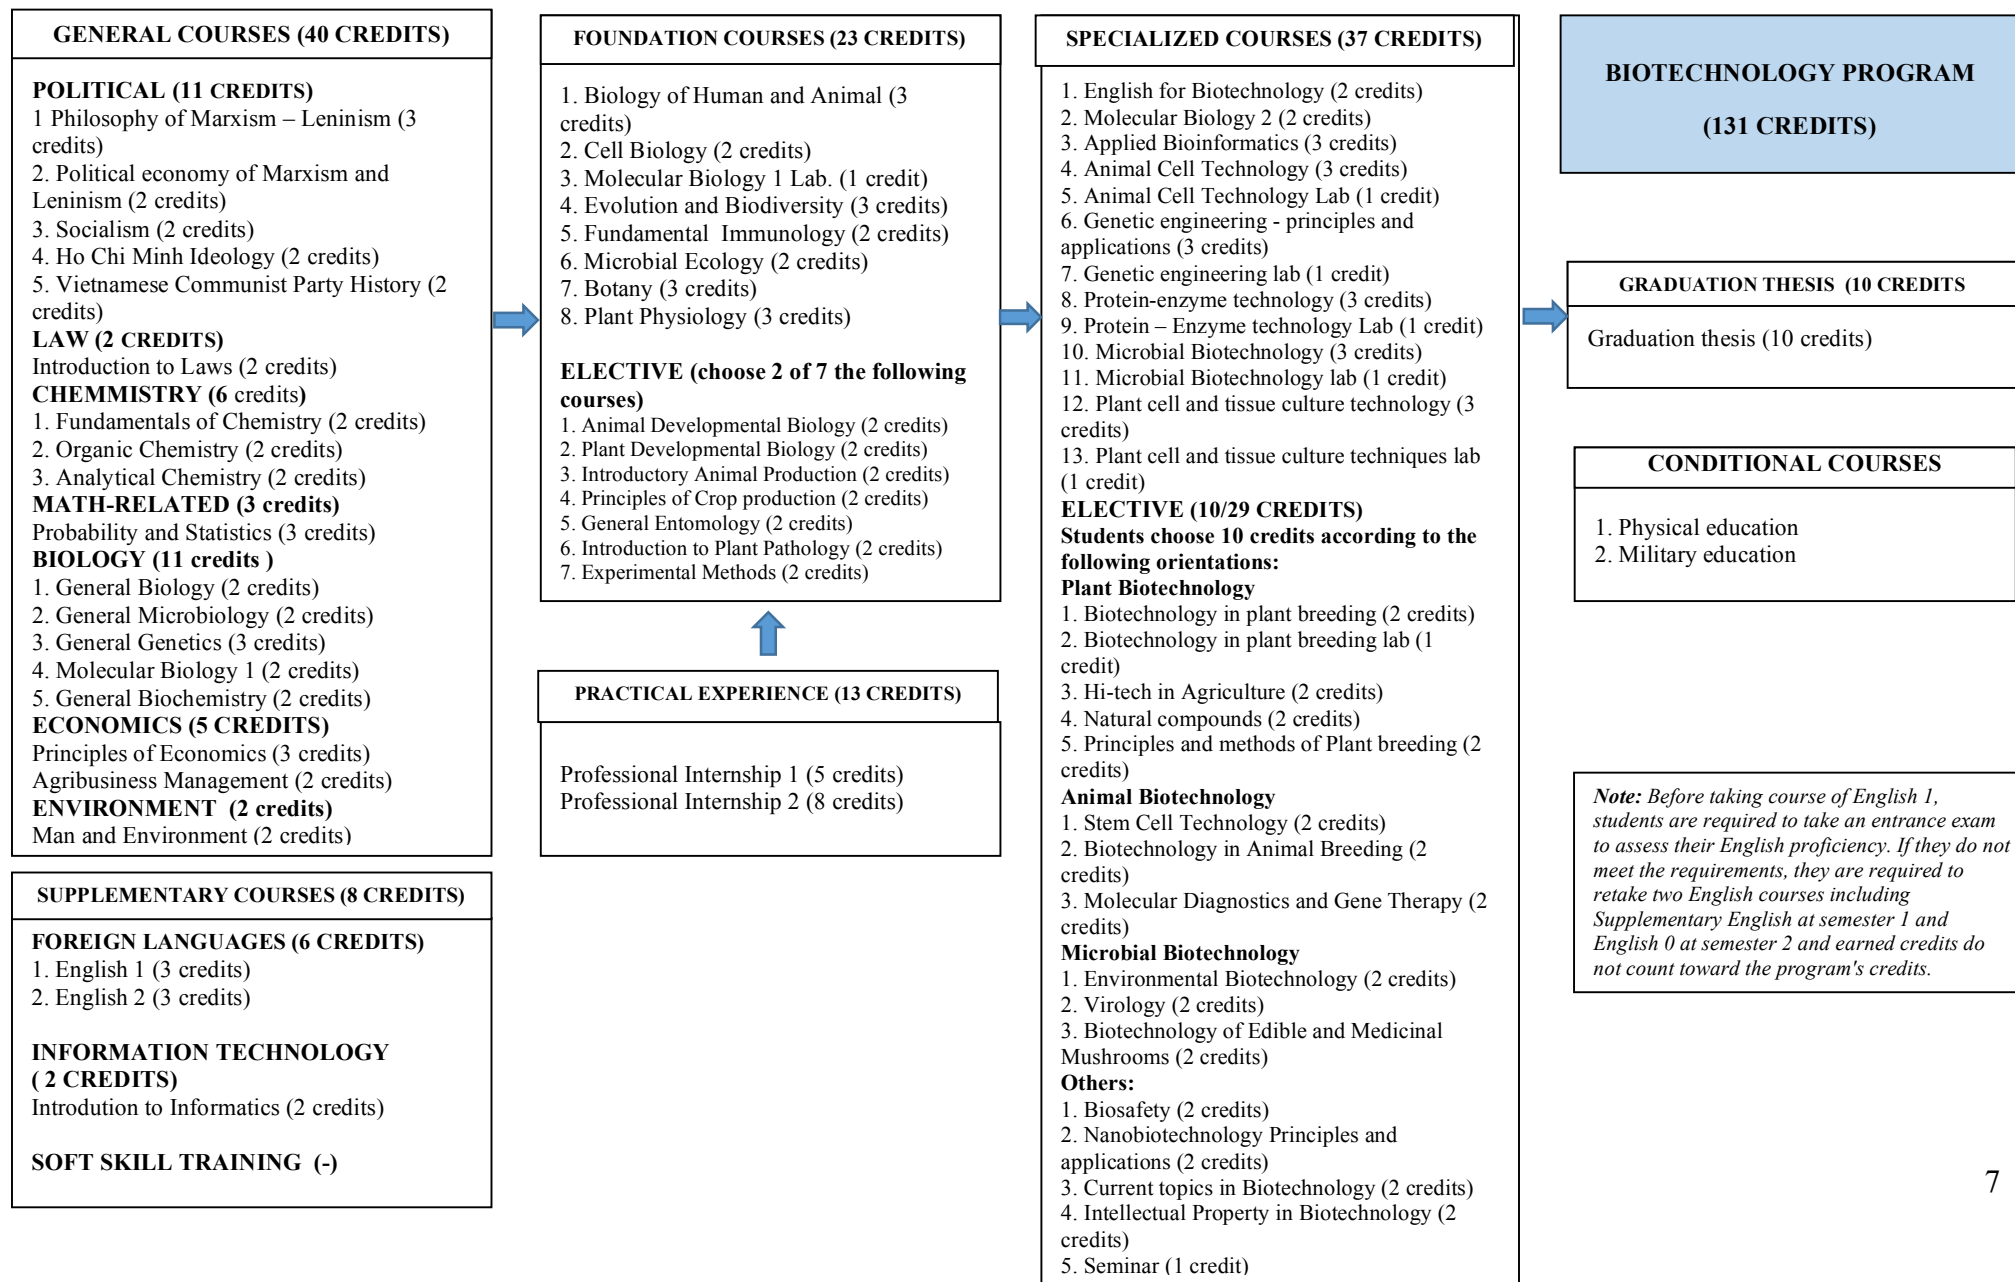 GENERAL COURSES (40 CREDITS)
POLITICAL (11 CREDITS)
1 Philosophy of Marxism – Leninism (3
credits)
2. Political economy of Marxism and
Leninism (2 credits)
3. Socialism (2 credits)
4. Ho Chi Minh Ideology (2 credits)
5. Vietnamese Communist Party History (2
credits)
LAW (2 CREDITS)
Introduction to Laws (2 credits)
CHEMMISTRY (6 credits)
1. Fundamentals of Chemistry (2 credits)
2. Organic Chemistry (2 credits)
3. Analytical Chemistry (2 credits)
MATH-RELATED (3 credits)
Probability and Statistics (3 credits)
BIOLOGY (11 credits )
1. General Biology (2 credits)
2. General Microbiology (2 credits)
3. General Genetics (3 credits)
4. Molecular Biology 1 (2 credits)
5. General Biochemistry (2 credits)
ECONOMICS (5 CREDITS)
Principles of Economics (3 credits)
Agribusiness Management (2 credits)
ENVIRONMENT (2 credits)
Man and Environment (2 credits)
SUPPLEMENTARY COURSES (8 CREDITS)
FOREIGN LANGUAGES (6 CREDITS)
1. English 1 (3 credits)
2. English 2 (3 credits)
INFORMATION TECHNOLOGY
( 2 CREDITS)
Introdution to Informatics (2 credits)
SOFT SKILL TRAINING (-)
FOUNDATION COURSES (23 CREDITS)
1. Biology of Human and Animal (3
credits)
2. Cell Biology (2 credits)
3. Molecular Biology 1 Lab. (1 credit)
4. Evolution and Biodiversity (3 credits)
5. Fundamental Immunology (2 credits)
6. Microbial Ecology (2 credits)
7. Botany (3 credits)
8. Plant Physiology (3 credits)
ELECTIVE (choose 2 of 7 the following
courses)
1. Animal Developmental Biology (2 credits)
2. Plant Developmental Biology (2 credits)
3. Introductory Animal Production (2 credits)
4. Principles of Crop production (2 credits)
5. General Entomology (2 credits)
6. Introduction to Plant Pathology (2 credits)
7. Experimental Methods (2 credits)
PRACTICAL EXPERIENCE (13 CREDITS)
Professional Internship 1 (5 credits)
Professional Internship 2 (8 credits)
SPECIALIZED COURSES (37 CREDITS)
1. English for Biotechnology (2 credits)
2. Molecular Biology 2 (2 credits)
3. Applied Bioinformatics (3 credits)
4. Animal Cell Technology (3 credits)
5. Animal Cell Technology Lab (1 credit)
6. Genetic engineering - principles and
applications (3 credits)
7. Genetic engineering lab (1 credit)
8. Protein-enzyme technology (3 credits)
9. Protein – Enzyme technology Lab (1 credit)
10. Microbial Biotechnology (3 credits)
11. Microbial Biotechnology lab (1 credit)
12. Plant cell and tissue culture technology (3
credits)
13. Plant cell and tissue culture techniques lab
(1 credit)
ELECTIVE (10/29 CREDITS)
Students choose 10 credits according to the
following orientations:
Plant Biotechnology
1. Biotechnology in plant breeding (2 credits)
2. Biotechnology in plant breeding lab (1
credit)
3. Hi-tech in Agriculture (2 credits)
4. Natural compounds (2 credits)
5. Principles and methods of Plant breeding (2
credits)
Animal Biotechnology
1. Stem Cell Technology (2 credits)
2. Biotechnology in Animal Breeding (2
credits)
3. Molecular Diagnostics and Gene Therapy (2
credits)
Microbial Biotechnology
1. Environmental Biotechnology (2 credits)
2. Virology (2 credits)
3. Biotechnology of Edible and Medicinal
Mushrooms (2 credits)
Others:
1. Biosafety (2 credits)
2. Nanobiotechnology Principles and
applications (2 credits)
3. Current topics in Biotechnology (2 credits)
4. Intellectual Property in Biotechnology (2
credits)
5. Seminar (1 credit)
BIOTECHNOLOGY PROGRAM
(131 CREDITS)
GRADUATION THESIS (10 CREDITS
Graduation thesis (10 credits)
CONDITIONAL COURSES
1. Physical education
2. Military education
Note: Before taking course of English 1,
students are required to take an entrance exam
to assess their English proficiency. If they do not
meet the requirements, they are required to
retake two English courses including
Supplementary English at semester 1 and
English 0 at semester 2 and earned credits do
not count toward the program's credits.
7